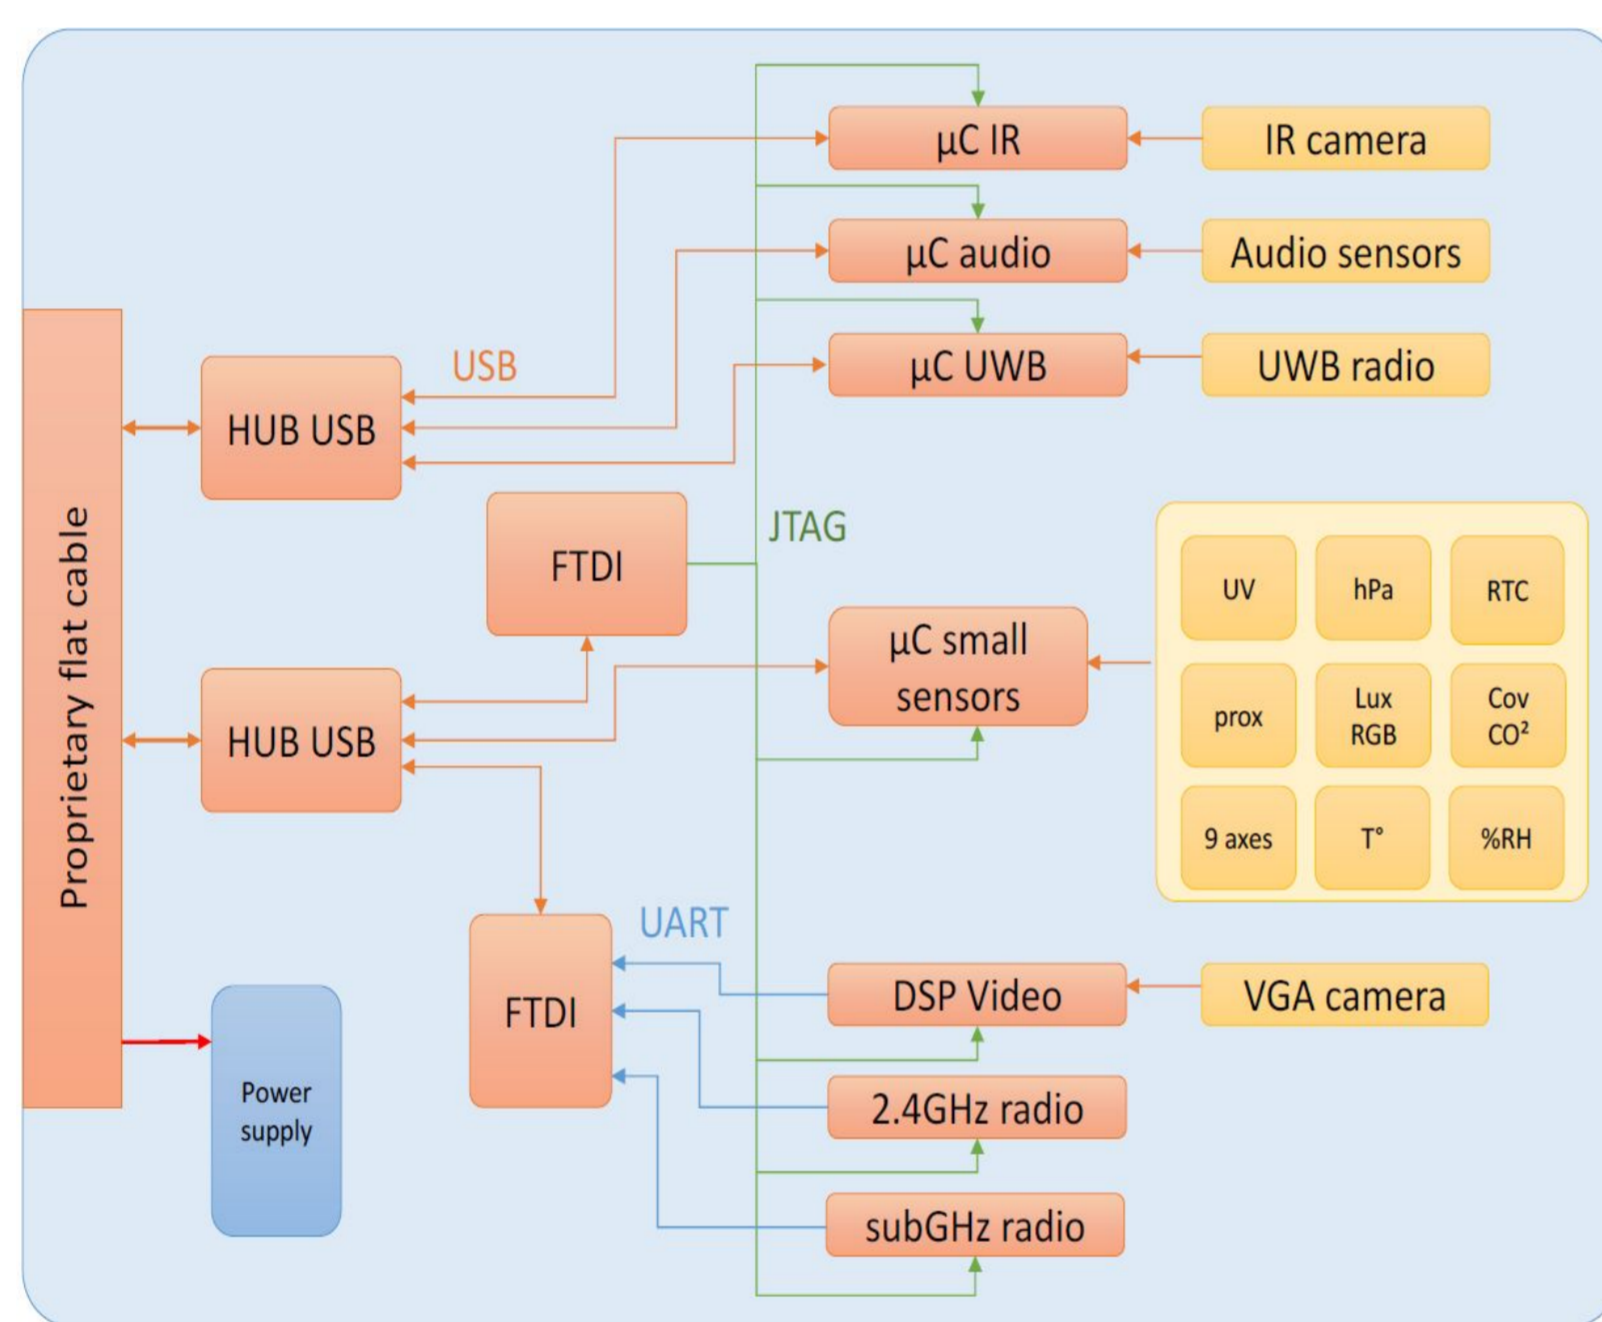 µC IR
IR camera
µC audio
Audio sensors
USB
µC UWB
UWB radio
HUB USB
Proprietary flat cable
FTDI
JTAG
UV
hPa
RTC
µC small
sensors
prox
Lux
RGB
Cov
CO²
HUB USB
9 axes
T°
%RH
UART
FTDI
DSP Video
VGA camera
Power
supply
2.4GHz radio
subGHz radio